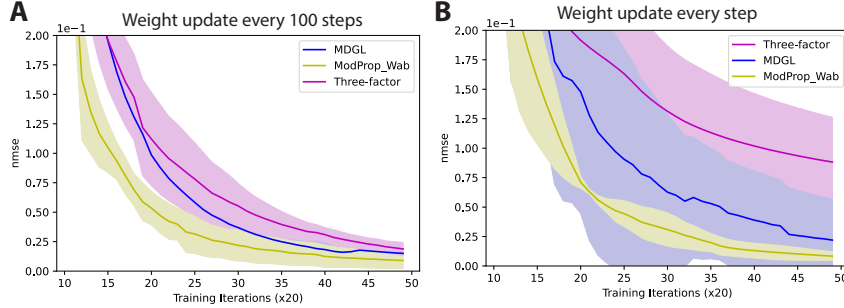 A
Weight update every 100 steps
1e−1
2.00
1.75
1.50
1.25
1.00
0.75
0.50
0.25
0.00
nmse
MDGL
ModProp_Wab
Three-factor
10 15 20 25 30 35 40 45 50
Training Iterations (x20)
B
Weight update every step
1e−1
2.00
1.75
1.50
1.25
1.00
0.75
0.50
0.25
0.00
nmse
Three-factor
MDGL
ModProp_Wab
10 15 20 25 30 35 40 45 50
Training Iterations (x20)